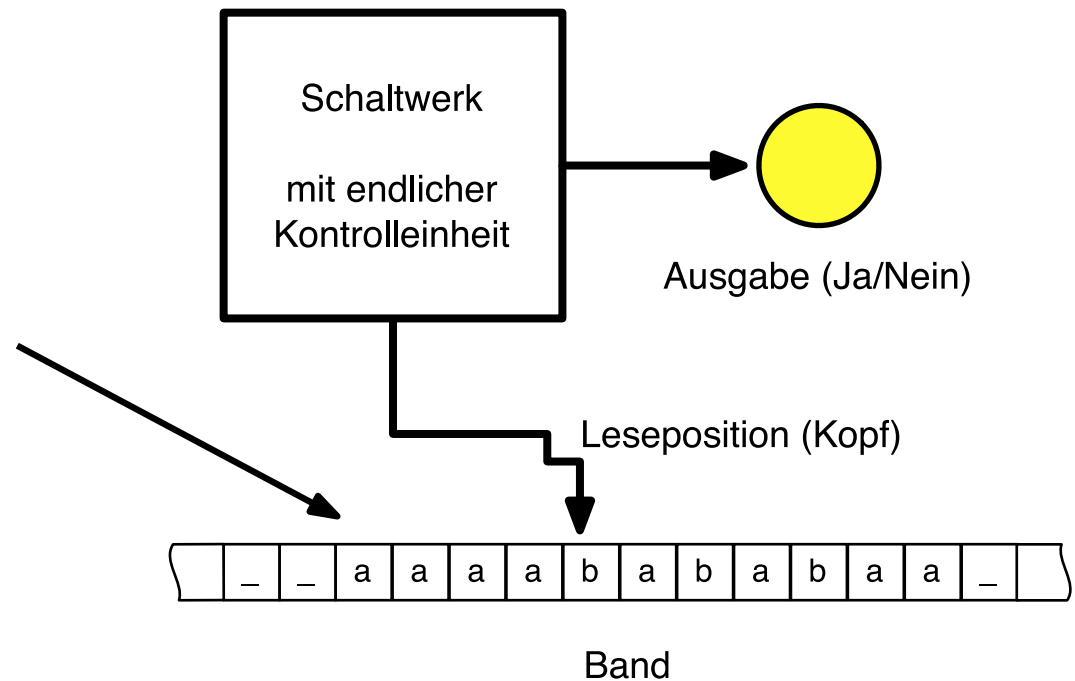 Schaltwerk
mit endlicher
Kontrolleinheit
Ausgabe (Ja/Nein)
Leseposition (Kopf)
_ _ a a a a b a b a b a a _
Band